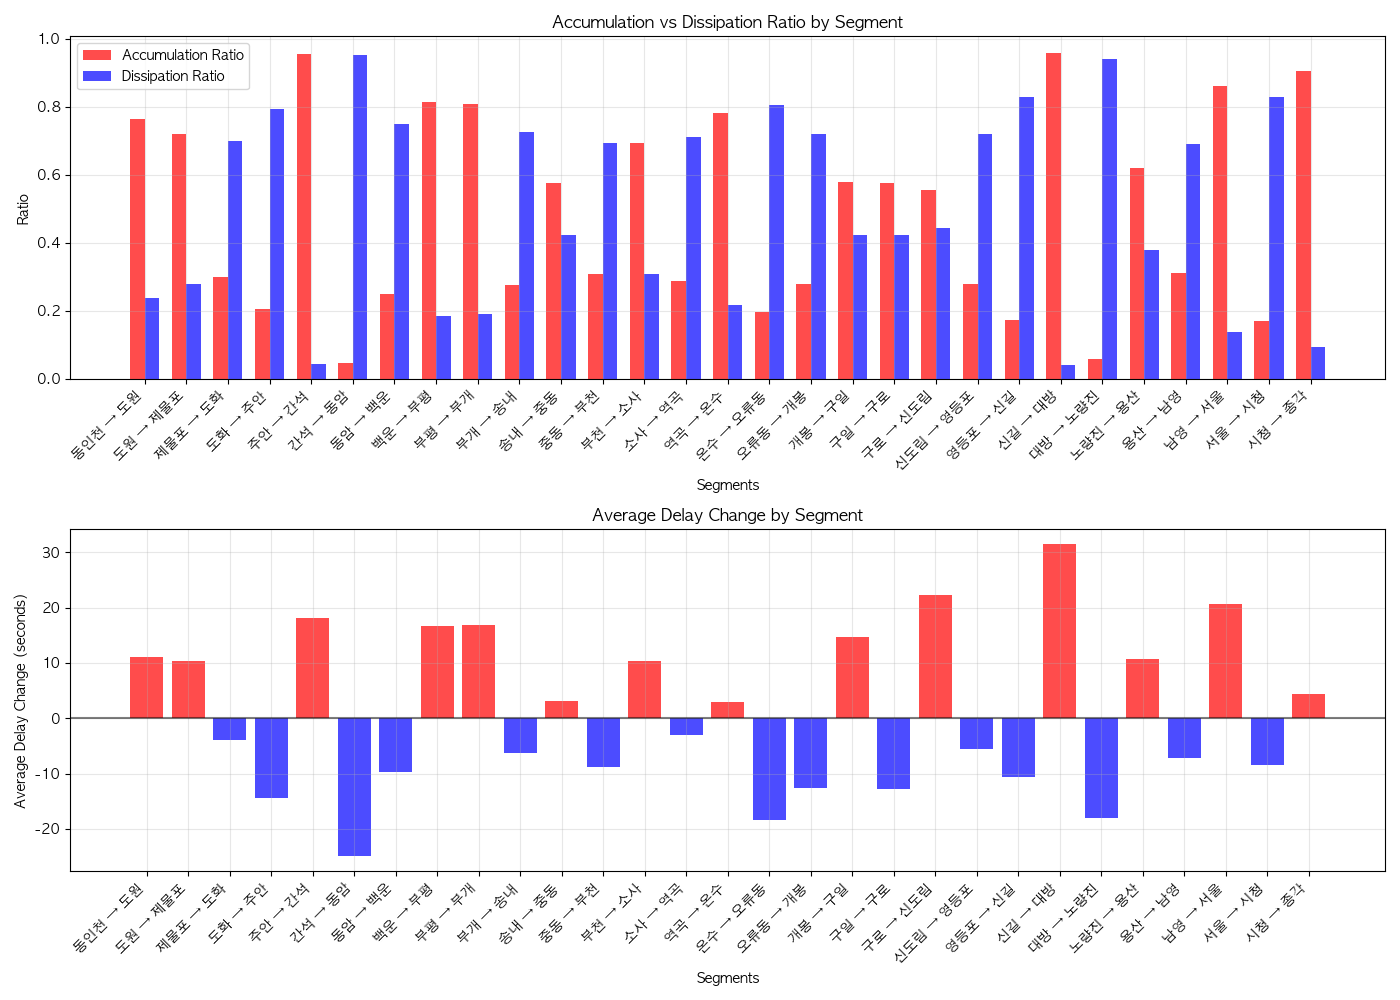 Accumulation vs Dissipation Ratio by Segment
Accumulation Ratio
Dissipation Ratio
Ratio
1.0
0.8
0.6
0.4
0.2
0.0
동인천 → 도원
도원 → 제물포
제물포 → 도화
도화 → 주안
주안 → 간석
간석 → 동암
동암 → 백운
백운 → 부평
부평 → 부개
부개 → 송내
송내 → 중동
중동 → 부천
부천 → 소사
소사 → 역곡
역곡 → 온수
온수 → 오류동
오류동 → 개봉
개봉 → 구일
구일 → 구로
구로 → 신도림
신도림 → 영등포
영등포 → 신길
신길 → 대방
대방 → 노량진
노량진 → 용산
용산 → 남영
남영 → 서울
서울 → 시청
시청 → 종각
Segments
Average Delay Change by Segment
Average Delay Change (seconds)
30
20
10
0
-10
-20
동인천 → 도원
도원 → 제물포
제물포 → 도화
도화 → 주안
주안 → 간석
간석 → 동암
동암 → 백운
백운 → 부평
부평 → 부개
부개 → 송내
송내 → 중동
중동 → 부천
부천 → 소사
소사 → 역곡
역곡 → 온수
온수 → 오류동
오류동 → 개봉
개봉 → 구일
구일 → 구로
구로 → 신도림
신도림 → 영등포
영등포 → 신길
신길 → 대방
대방 → 노량진
노량진 → 용산
용산 → 남영
남영 → 서울
서울 → 시청
시청 → 종각
Segments